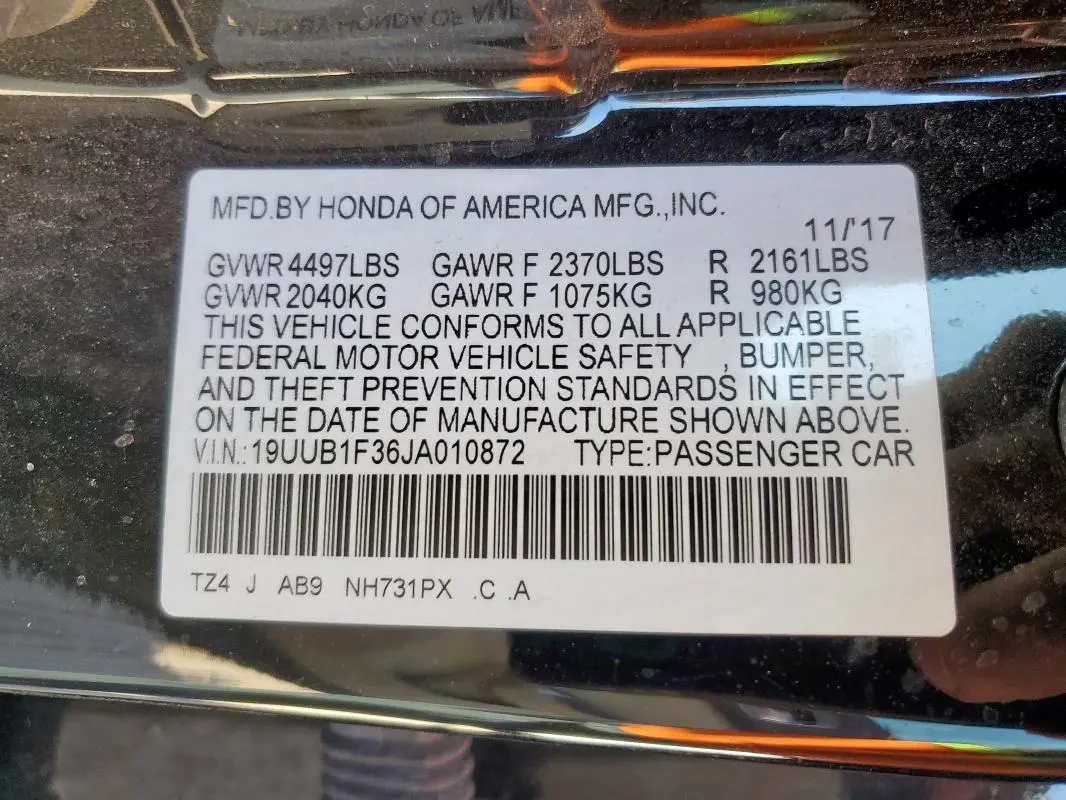 MFD.BY HONDA OF AMERICA MFG.,INC.
11/'17
GVWR 4497LBS GAWR F 2370LBS R 2161LBS
GVWR 2040KG GAWR F 1075KG R 980KG
THIS VEHICLE CONFORMS TO ALL APPLICABLE
FEDERAL MOTOR VEHICLE SAFETY , BUMPER,
AND THEFT PREVENTION STANDARDS IN EFFECT
ON THE DATE OF MANUFACTURE SHOWN ABOVE.
V.I.N.:19UUB1F36JA010872 TYPE:PASSENGER CAR
TZ4 J AB9 NH731PX .C .A